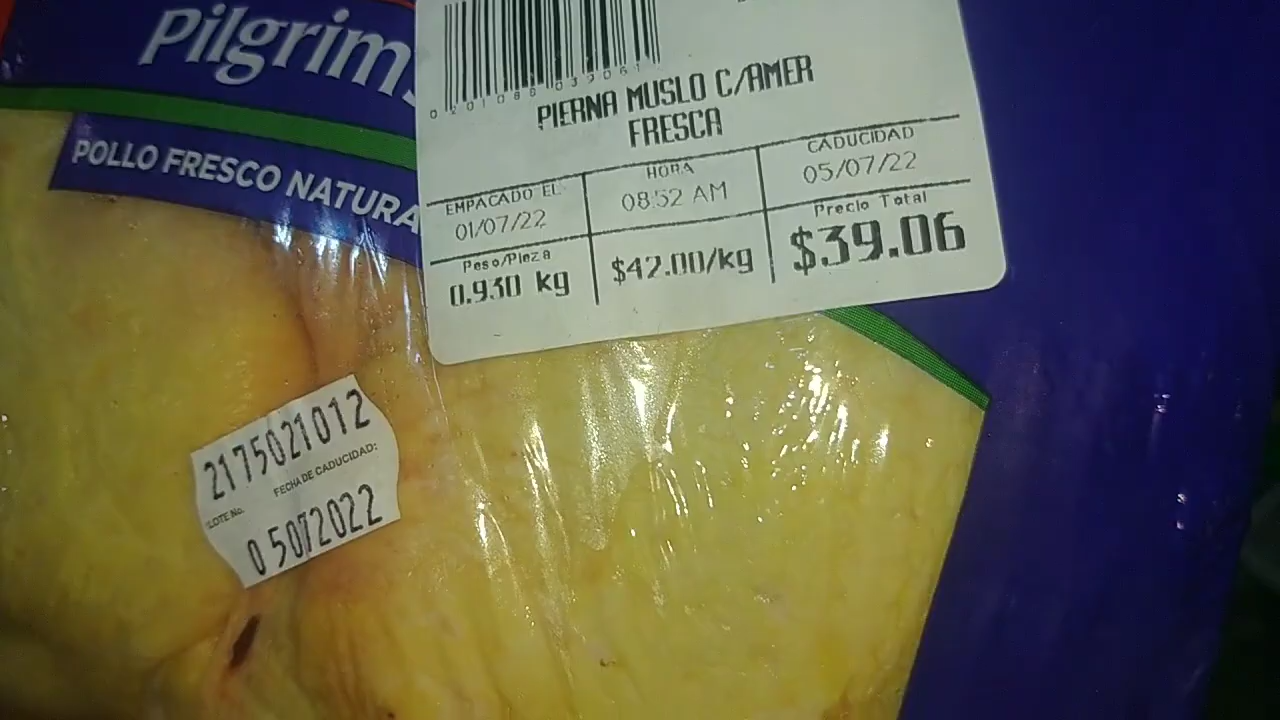 Pilgrim's
POLLO FRESCO NATURA
PIERNA MUSLO C/AMER
FRESCA
EMPACADO EL
01/07/22
HORA
08:52 AM
CADUCIDAD
05/07/22
Peso/Pieza
0.930 kg
$42.00/kg
Precio Total
$39.06
2175021012
FECHA DE CADUCIDAD:
LOTE No.
05072022